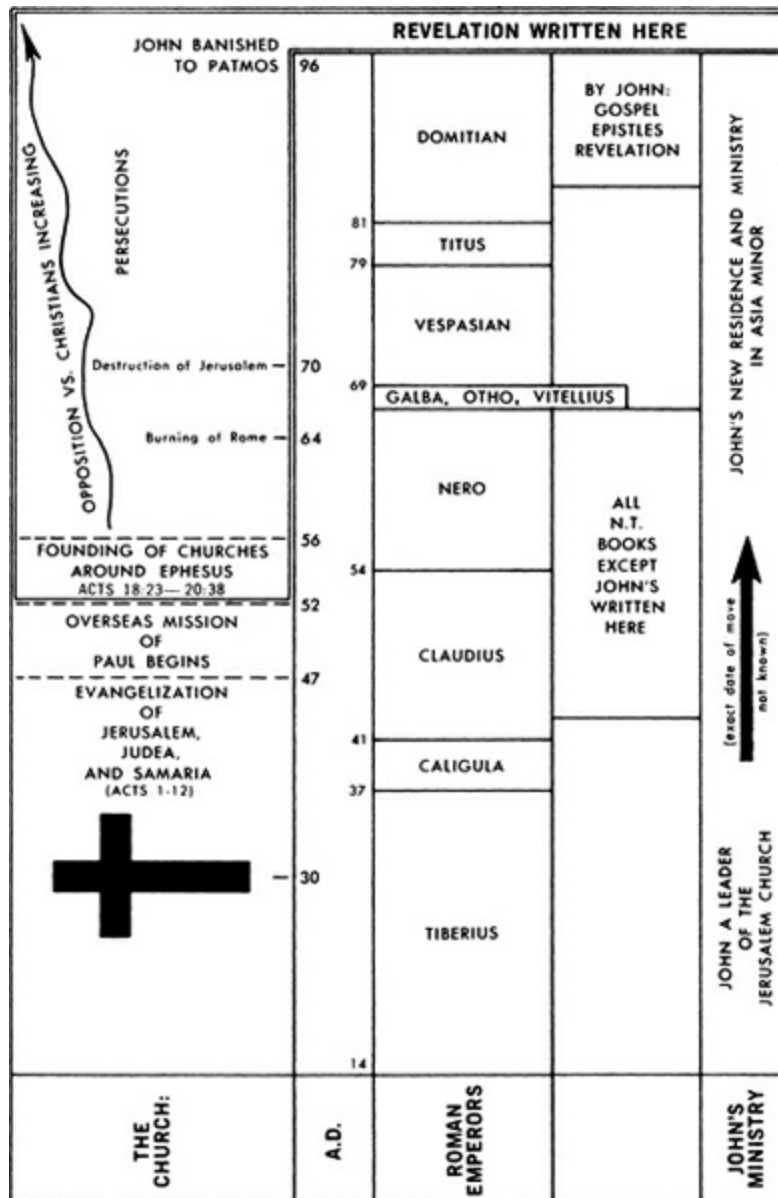 REVELATION WRITTEN HERE
JOHN BANISHED
TO PATMOS
96
OPPOSITION VS. CHRISTIANS INCREASING
PERSECUTIONS
Destruction of Jerusalem —
70
Burning of Rome —
64
56
FOUNDING OF CHURCHES
AROUND EPHESUS
ACTS 18:23—20:38
52
OVERSEAS MISSION
OF
PAUL BEGINS
47
EVANGELIZATION
OF
JERUSALEM,
JUDEA,
AND SAMARIA
(ACTS 1-12)
30
DOMITIAN
81
TITUS
79
VESPASIAN
69
GALBA, OTHO, VITELLIUS
NERO
54
CLAUDIUS
41
CALIGULA
37
TIBERIUS
14
BY JOHN:
GOSPEL
EPISTLES
REVELATION
ALL
N.T.
BOOKS
EXCEPT
JOHN'S
WRITTEN
HERE
JOHN'S NEW RESIDENCE AND MINISTRY
IN ASIA MINOR
(exact date of move
not known)
JOHN A LEADER
OF THE
JERUSALEM CHURCH
THE
CHURCH:
A.D.
ROMAN
EMPERORS
JOHN'S
MINISTRY